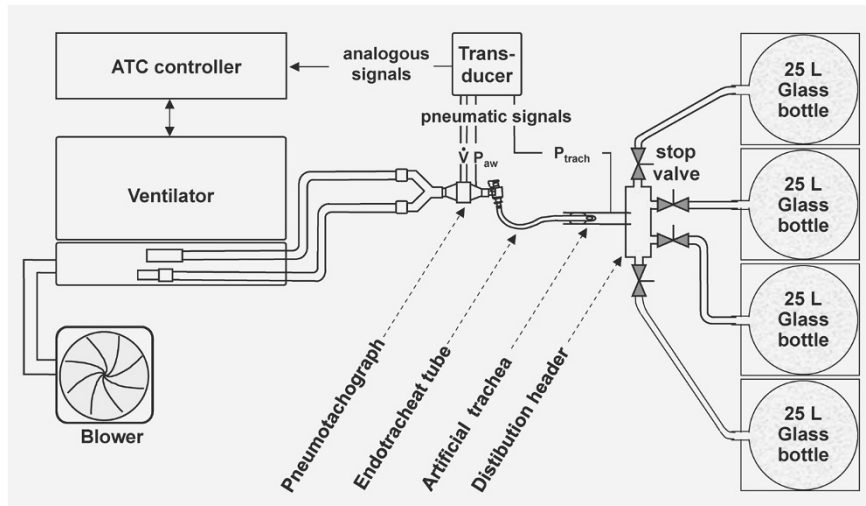 ATC controller
analogous
signals
Trans-
ducer
pneumatic signals
V̇ Paw
Ptrach
stop
valve
Ventilator
Blower
Pneumotachograph
Endotracheat tube
Artificial trachea
Distibution header
25 L
Glass
bottle
25 L
Glass
bottle
25 L
Glass
bottle
25 L
Glass
bottle